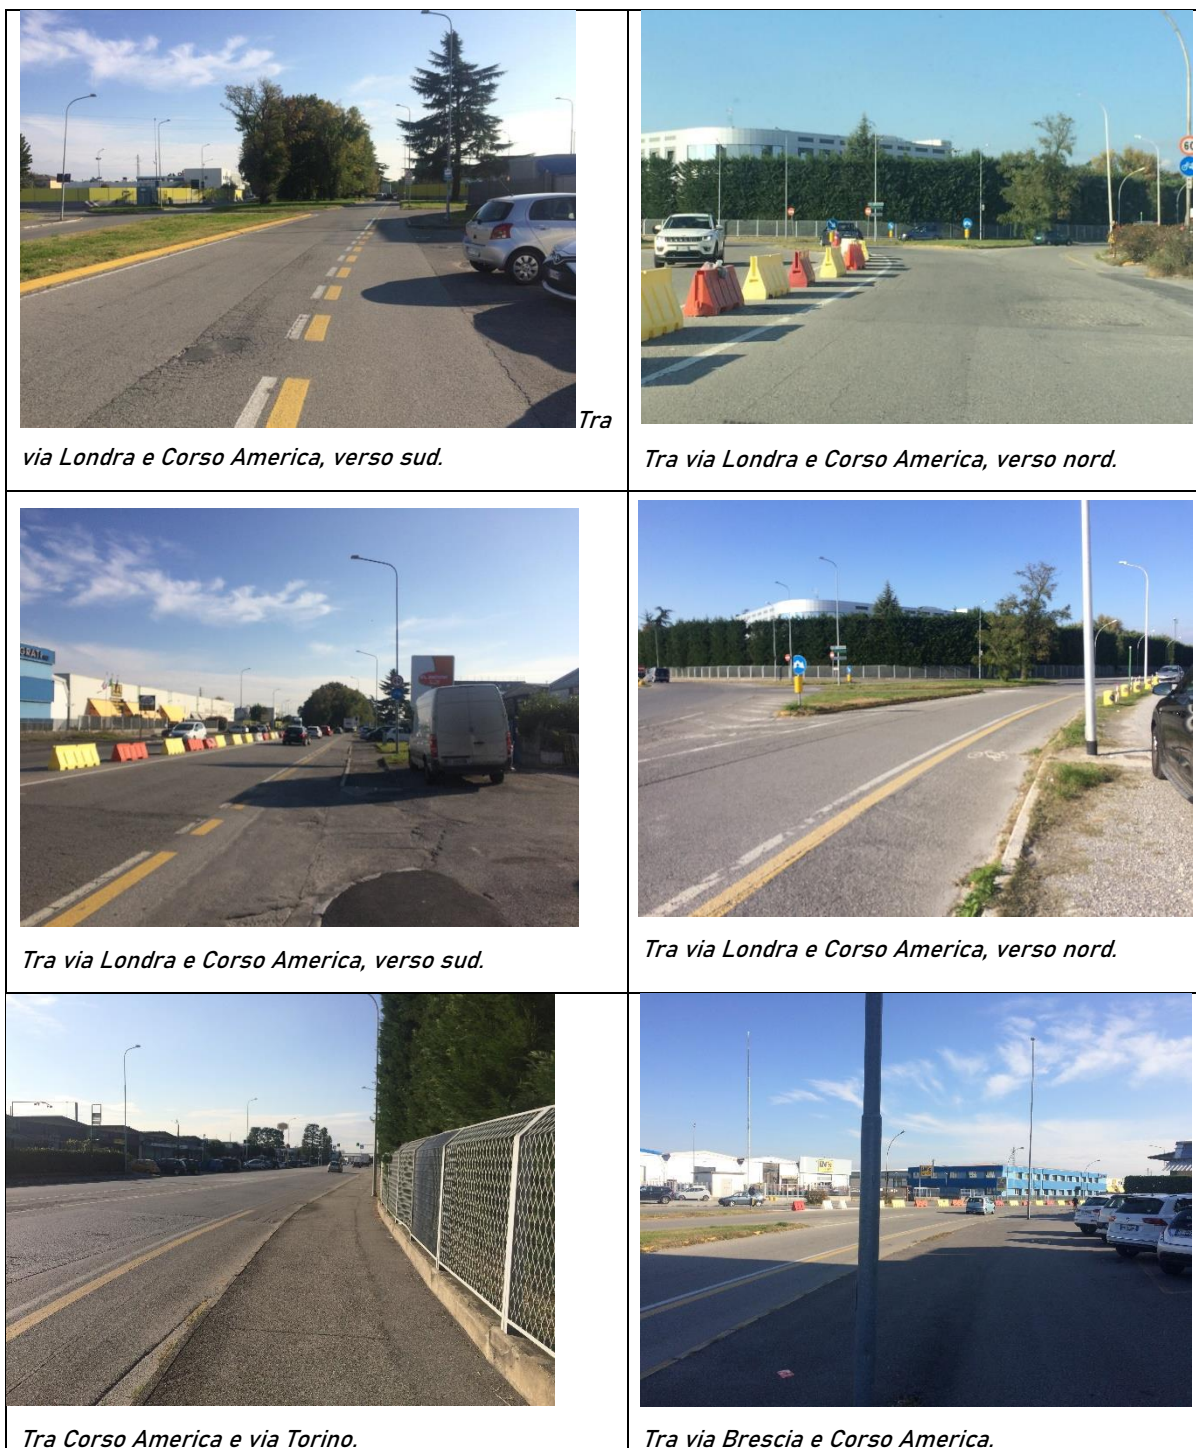 Tra
via Londra e Corso America, verso sud.
60
Tra via Londra e Corso America, verso nord.
Tra via Londra e Corso America, verso sud.
Tra via Londra e Corso America, verso nord.
Tra Corso America e via Torino.
Tra via Brescia e Corso America.